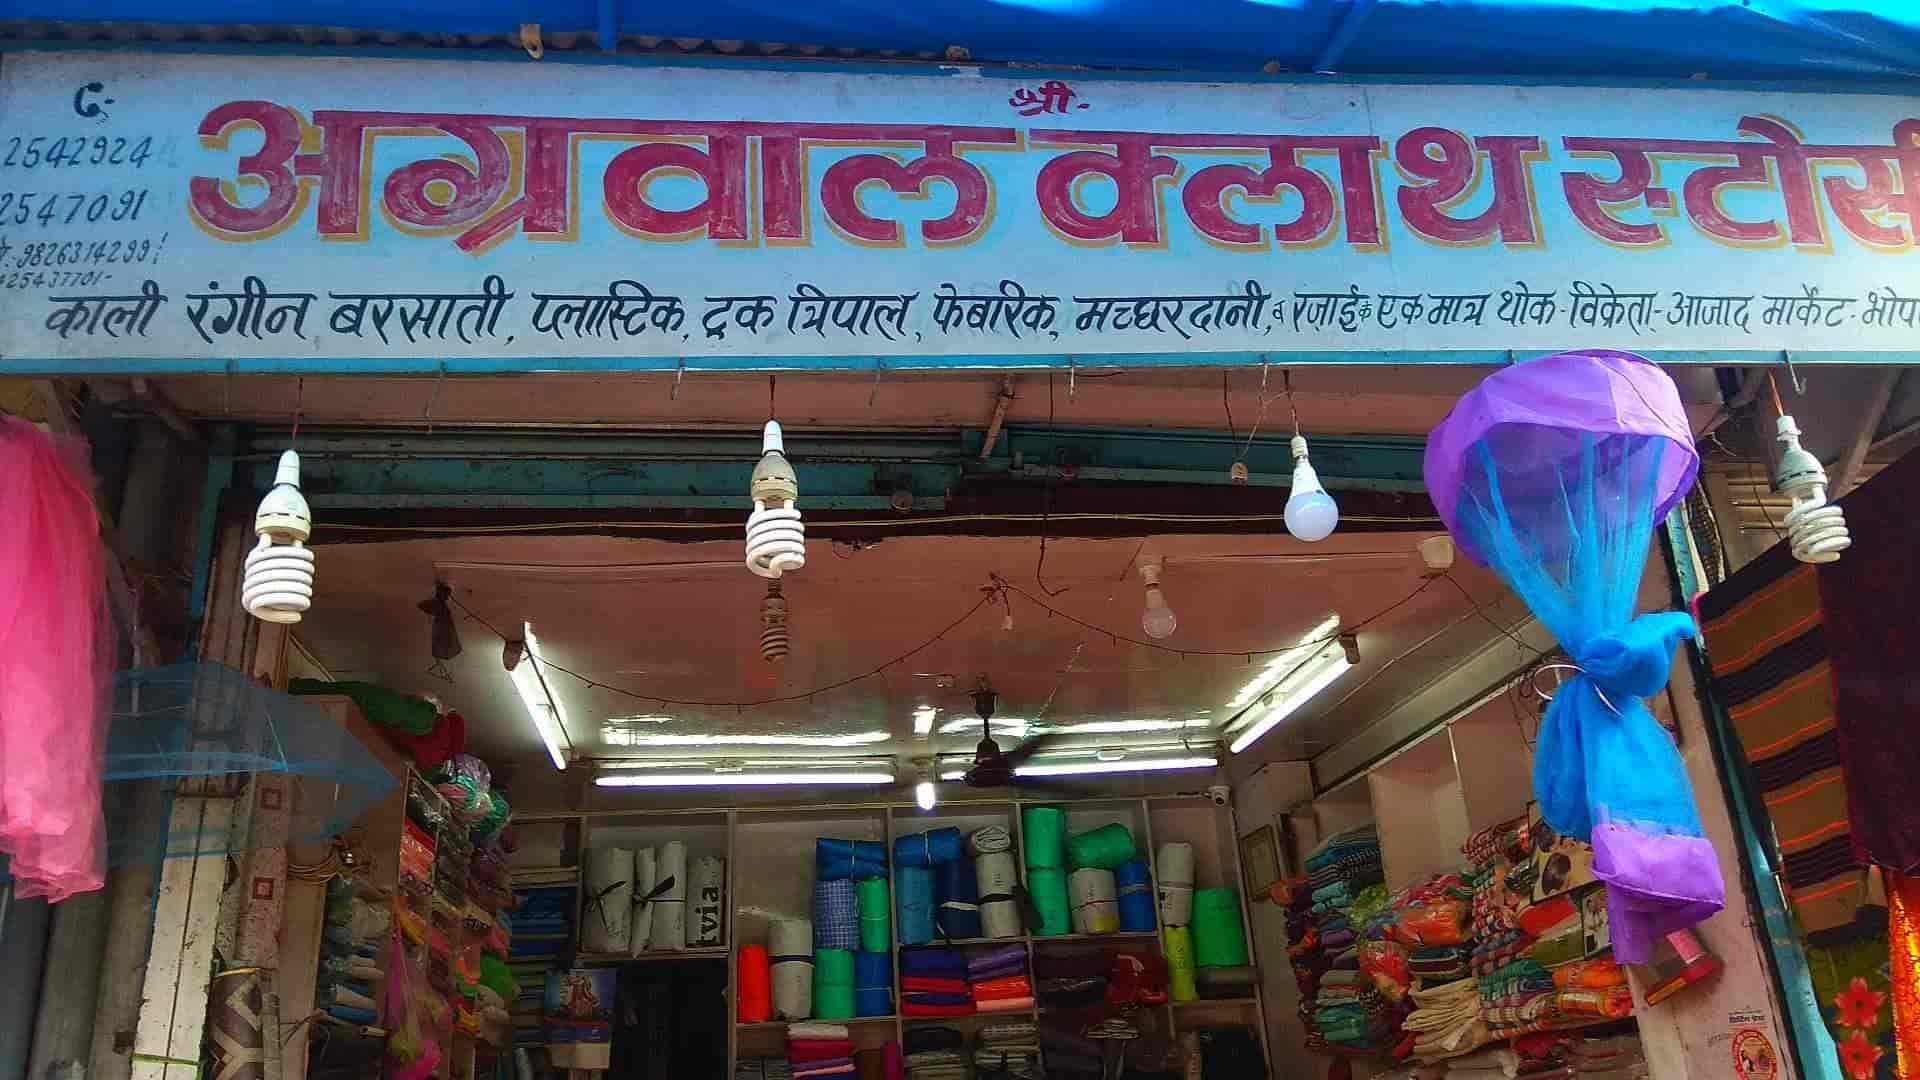 श्री-
अग्रवाल क्लाथ स्टोर्स
2542924
2547091
9826314299
काली रंगीन बरसाती, प्लास्टिक, ट्रक त्रिपाल, फेबरिक, मच्छरदानी, व रजाई के एक मात्र थोक-विक्रेता-आजाद मार्केट-भोप